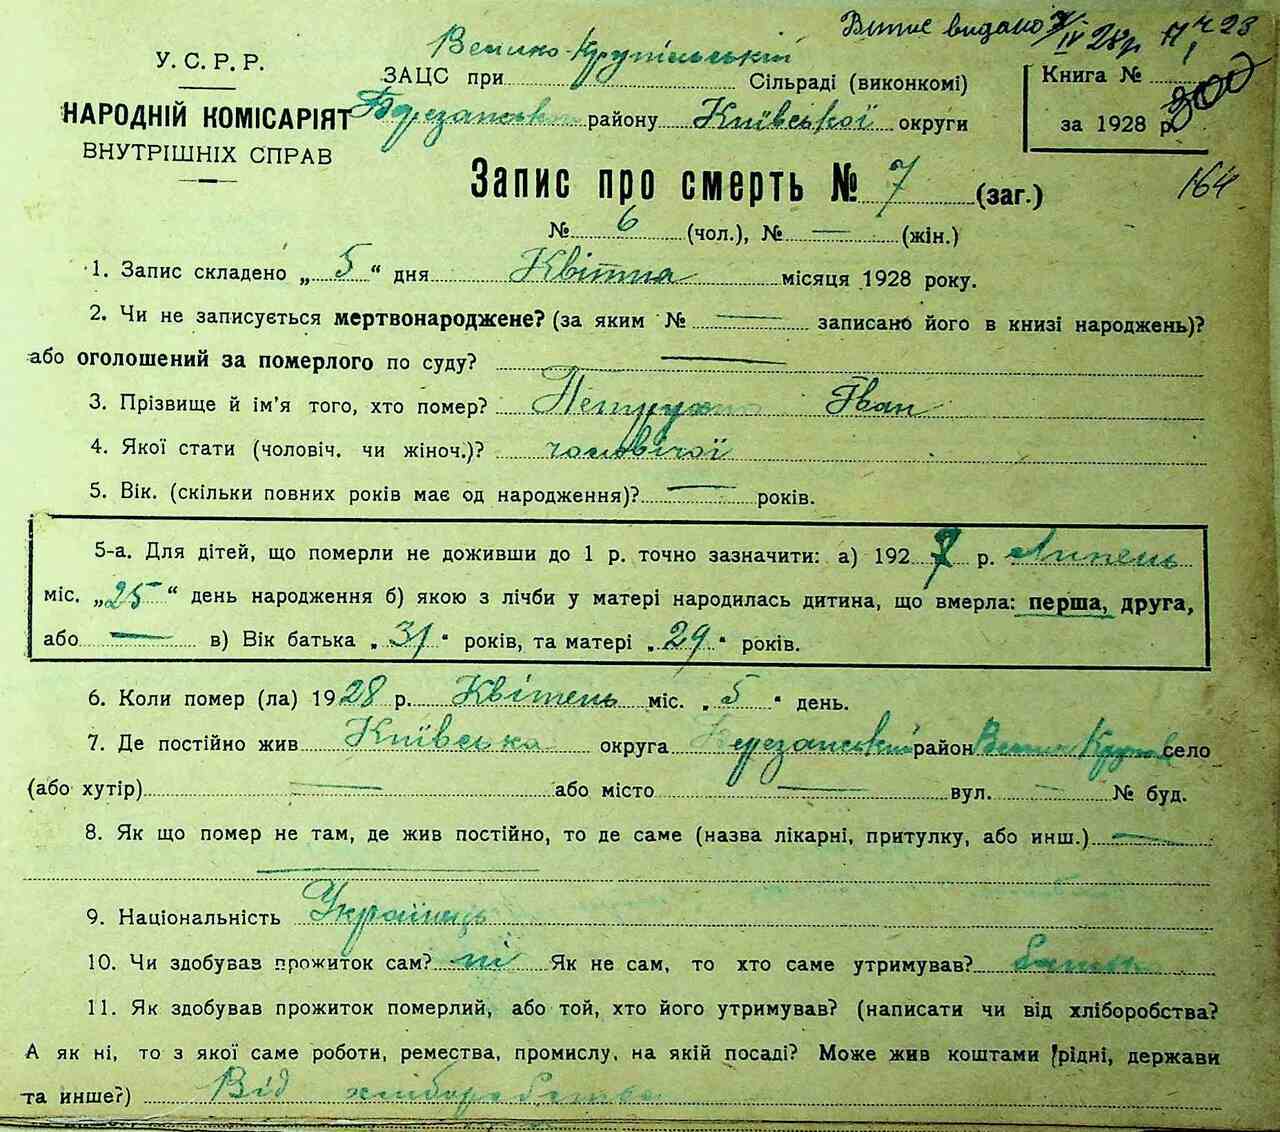 Витяг видано IV 28 р. № 23
У. С. Р. Р.
НАРОДНІЙ КОМІСАРІЯТ
ВНУТРІШНІХ СПРАВ
Велико-Крупільській
ЗАЦС при Сільраді (виконкомі)
Березанськ району Київської округи
Книга №
за 1928 р.
164
Запис про смерть № 7 (заг.)
№ 6 (чол.), № — (жін.)
1. Запис складено „ 5 “ дня Квітня місяця 1928 року.
2. Чи не записується мертвонароджене? (за яким № — записано його в книзі народжень)?
або оголошений за померлого по суду? —
3. Прізвище й ім'я того, хто помер? Іван
4. Якої стати (чоловіч. чи жіноч.)? чоловічої
5. Вік. (скільки повних років має од народження)? — років.
5-а. Для дітей, що померли не доживши до 1 р. точно зазначити: а) 1927 р. Липень
міс. „25“ день народження б) якою з лічби у матері народилась дитина, що вмерла: перша, друга,
або — в) Вік батька „31“ років, та матері „29“ років.
6. Коли помер (ла) 1928 р. Квітень міс. „5“ день.
7. Де постійно жив Київська округа Березанський район Велик Круполь село
(або хутір) — або місто — вул. — № буд.
8. Як що помер не там, де жив постійно, то де саме (назва лікарні, притулку, або инш.) —
—
9. Національність Українець
10. Чи здобував прожиток сам? ні Як не сам, то хто саме утримував? Батьк
11. Як здобував прожиток померлий, або той, хто його утримував? (написати чи від хліборобства?
А як ні, то з якої саме роботи, ремества, промислу, на якій посаді? Може жив коштами рідні, держави
та инше?) Від хліборобства